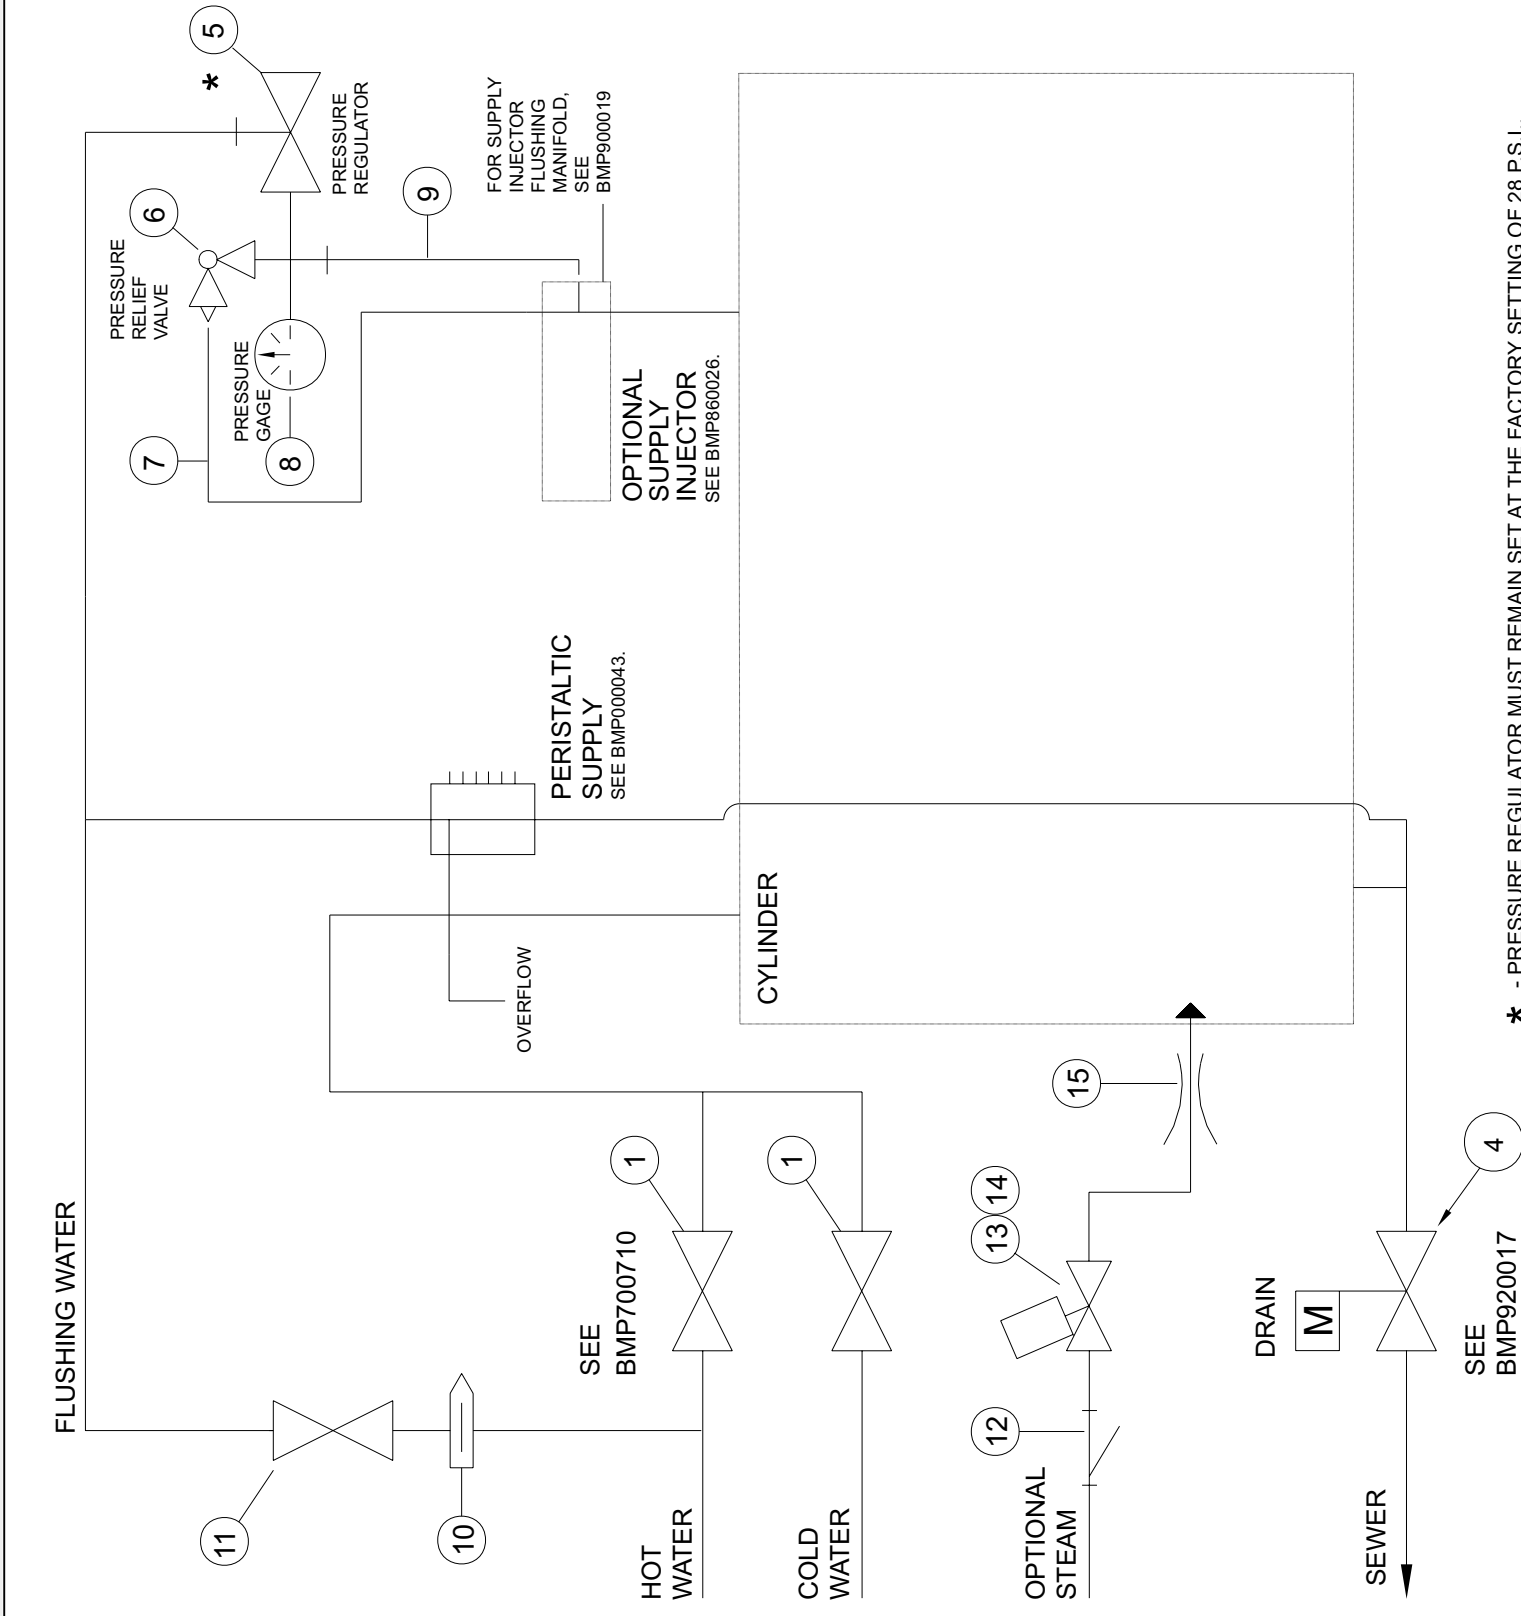 FLUSHING WATER
11
10
HOT
WATER
SEE
BMP700710
1
COLD
WATER
1
OPTIONAL
STEAM
12
13
14
15
SEWER
DRAIN
M
SEE
BMP920017
4
CYLINDER
OVERFLOW
PERISTALTIC
SUPPLY
SEE BMP000043.
OPTIONAL
SUPPLY
INJECTOR
SEE BMP860026.
7
8
PRESSURE
GAGE
PRESSURE
RELIEF
VALVE
6
9
FOR SUPPLY
INJECTOR
FLUSHING
MANIFOLD,
SEE
BMP900019
PRESSURE
REGULATOR
*
5
* - PRESSURE REGULATOR MUST REMAIN SET AT THE FACTORY SETTING OF 28 P.S.I.